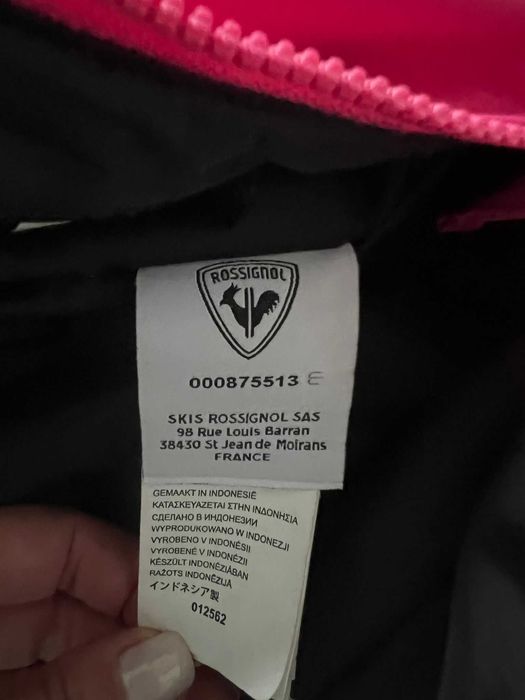 ROSSIGNOL
000875513 E
SKIS ROSSIGNOL SAS
98 Rue Louis Barran
38430 St Jean de Moirans
FRANCE
GEMAAKT IN INDONESIË
ΚΑΤΑΣΚΕΥΑΖΕΤΑΙ ΣΤΗΝ ΙΝΔΟΝΗΣΙΑ
СДЕЛАНО В ИНДОНЕЗИИ
WYPRODUKOWANO W INDONEZJI
VYROBENO V INDONÉSII
VYROBENÉ V INDONÉZII
KÉSZÜLT INDONÉZIÁBAN
RAŽOTS INDONĒZIJĀ
インドネシア製
012562